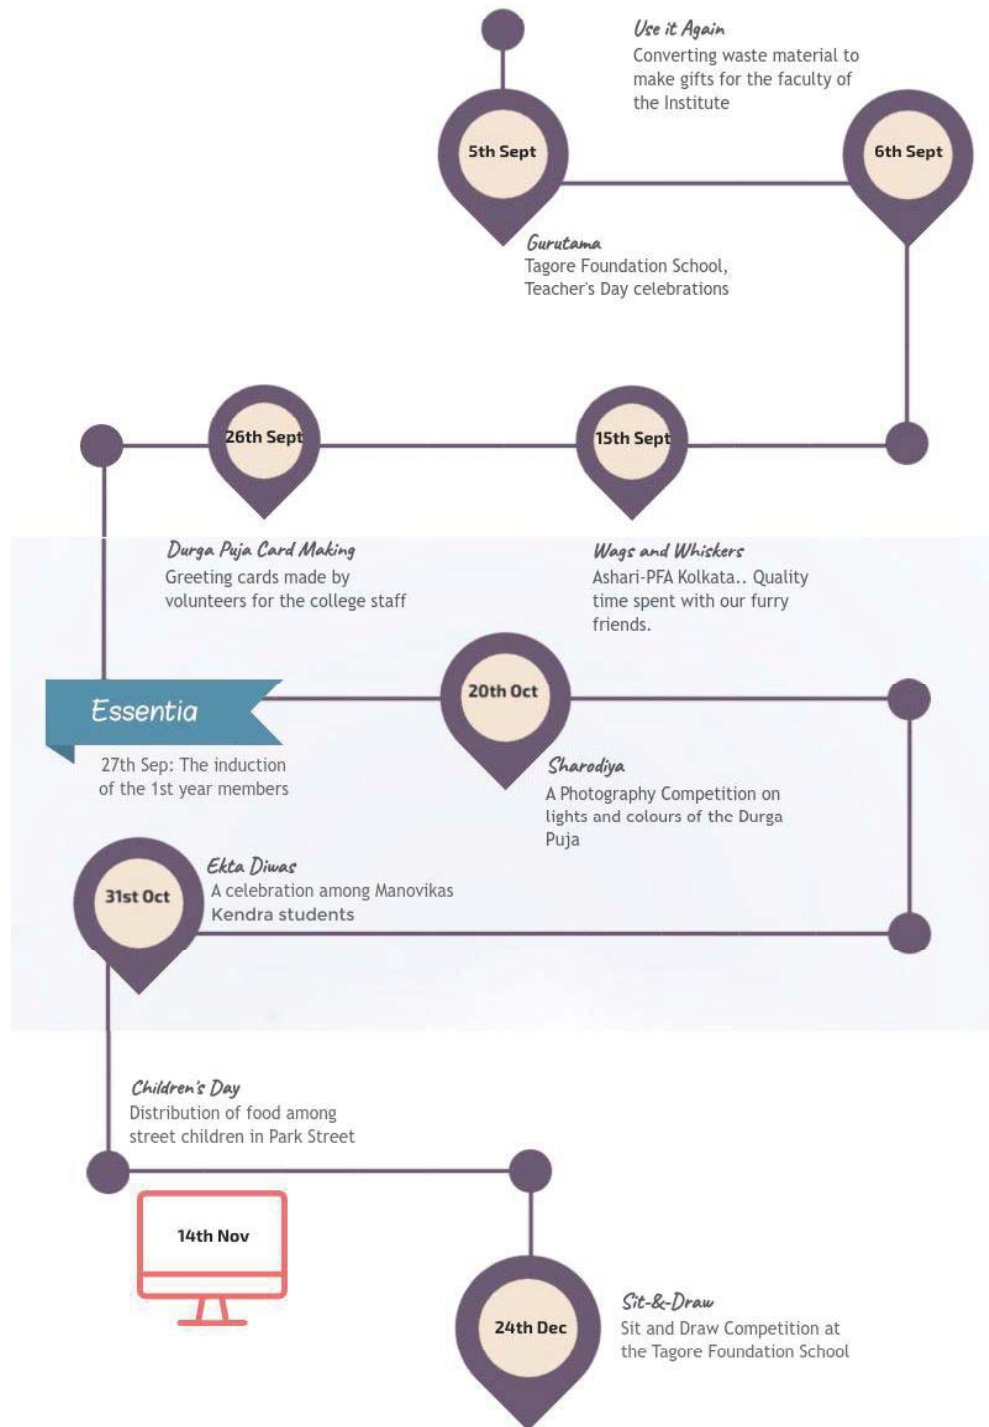 Use it Again
Converting waste material to
make gifts for the faculty of
the Institute
5th Sept
6th Sept
Gurutama
Tagore Foundation School,
Teacher's Day celebrations
26th Sept
15th Sept
Durga Puja Card Making
Greeting cards made by
volunteers for the college staff
Wags and Whiskers
Ashari-PFA Kolkata.. Quality
time spent with our furry
friends.
Essentia
27th Sep: The induction
of the 1st year members
20th Oct
Sharodiya
A Photography Competition on
lights and colours of the Durga
Puja
31st Oct
Ekta Diwas
A celebration among Manovikas
Kendra students
Children's Day
Distribution of food among
street children in Park Street
14th Nov
24th Dec
Sit-&-Draw
Sit and Draw Competition at
the Tagore Foundation School